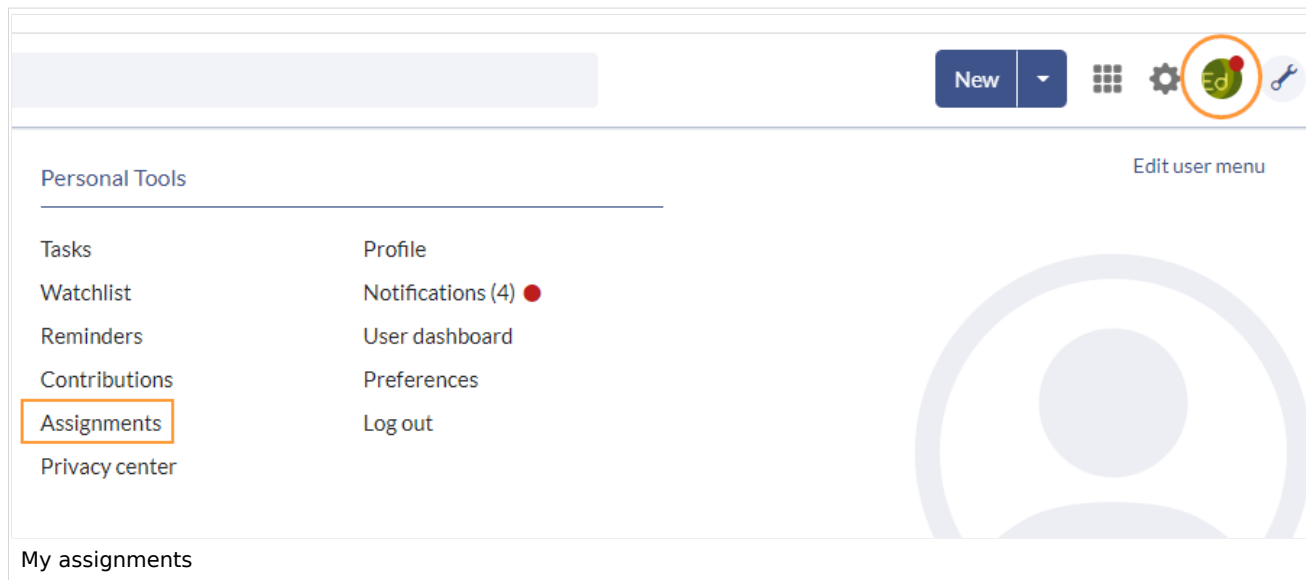 New
Ed
Edit user menu
Personal Tools
Tasks
Watchlist
Reminders
Contributions
Assignments
Privacy center
Profile
Notifications (4)
User dashboard
Preferences
Log out
My assignments